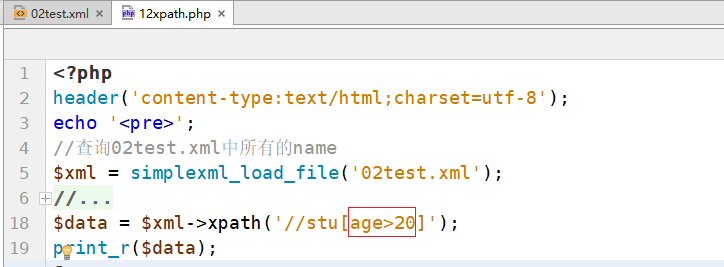 02test.xml × 12xpath.php ×
1 <?php
2 header('content-type:text/html;charset=utf-8');
3 echo '<pre>';
4 //查询02test.xml中所有的name
5 $xml = simplexml_load_file('02test.xml');
6 //...
18 $data = $xml->xpath('//stu[age>20]');
19 print_r($data);